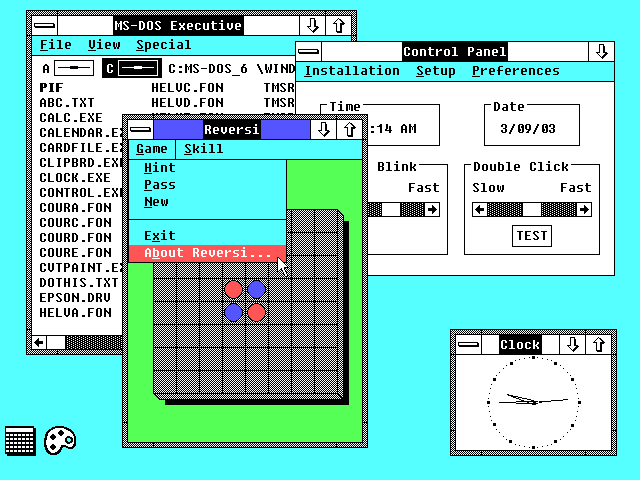 MS-DOS Executive
File View Special
A C C:MS-DOS_6 \WIND
PIF HELVC.FON TMSR
ABC.TXT HELVD.FON TMSR
CALC.EXE
CALENDAR.EX
CARDFILE.EX
CLIPBRD.EX
CLOCK.EXE
CONTROL.EX
COURA.FON
COURC.FON
COURD.FON
COURE.FON
CVTPAINT.EX
DOTHIS.TXT
EPSON.DRV
HELVA.FON
Control Panel
Installation Setup Preferences
Time Date
:14 AM 3/09/03
Blink Double Click
Fast Slow Fast
TEST
Reversi
Game Skill
Hint
Pass
New
Exit
About Reversi...
Clock